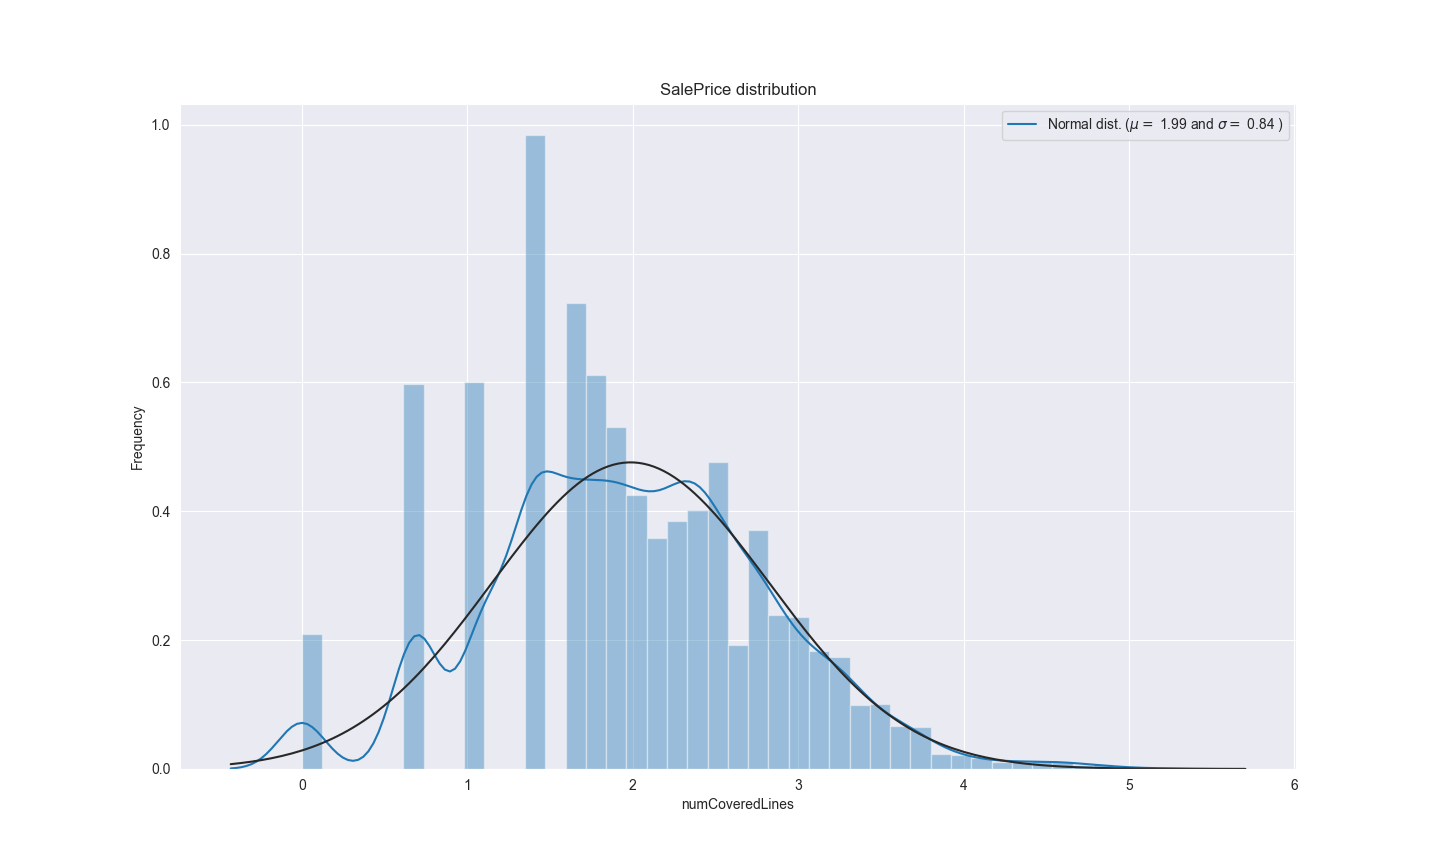 SalePrice distribution
Normal dist. (μ = 1.99 and σ = 0.84 )
1.0
0.8
0.6
0.4
0.2
0.0
Frequency
0 1 2 3 4 5 6
numCoveredLines